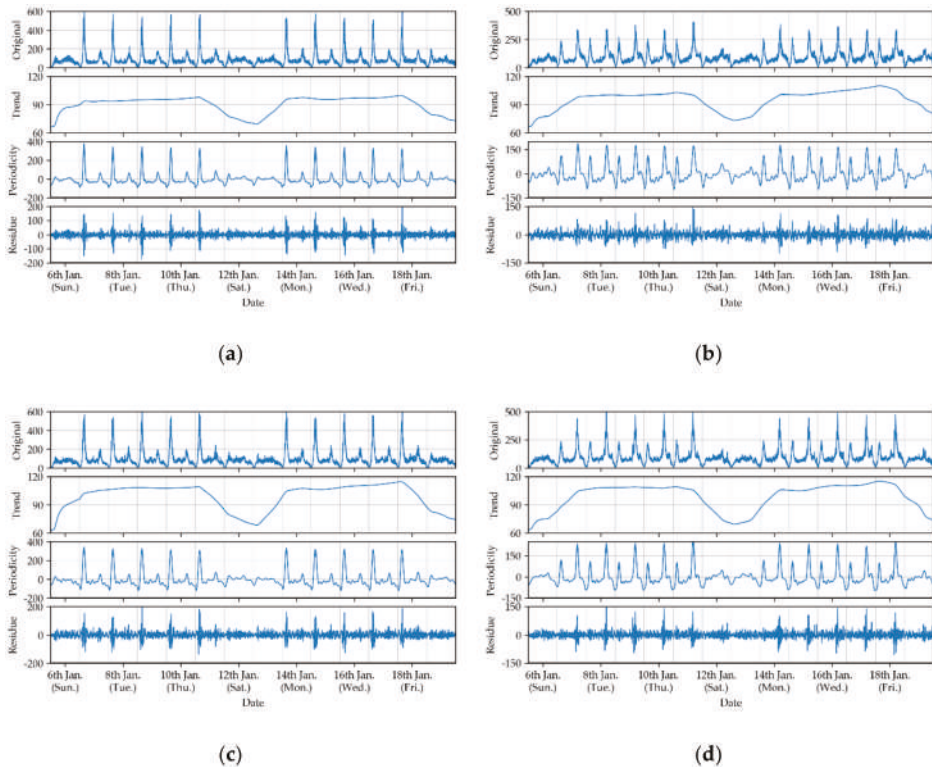 Original
600
400
200
0
Trend
120
90
60
Periodicity
400
200
0
-200
Residue
200
100
0
-100
-200
6th Jan. 8th Jan. 10th Jan. 12th Jan. 14th Jan. 16th Jan. 18th Jan.
(Sun.) (Tue.) (Thu.) (Sat.) (Mon.) (Wed.) (Fri.)
Date
(a)
Original
500
250
0
Trend
120
90
60
Periodicity
150
0
-150
Residue
150
0
-150
6th Jan. 8th Jan. 10th Jan. 12th Jan. 14th Jan. 16th Jan. 18th Jan.
(Sun.) (Tue.) (Thu.) (Sat.) (Mon.) (Wed.) (Fri.)
Date
(b)
Original
600
400
200
0
Trend
120
90
60
Periodicity
400
200
0
-200
Residue
200
0
-200
6th Jan. 8th Jan. 10th Jan. 12th Jan. 14th Jan. 16th Jan. 18th Jan.
(Sun.) (Tue.) (Thu.) (Sat.) (Mon.) (Wed.) (Fri.)
Date
(c)
Original
500
250
0
Trend
120
90
60
Periodicity
150
0
-150
Residue
150
0
-150
6th Jan. 8th Jan. 10th Jan. 12th Jan. 14th Jan. 16th Jan. 18th Jan.
(Sun.) (Tue.) (Thu.) (Sat.) (Mon.) (Wed.) (Fri.)
Date
(d)